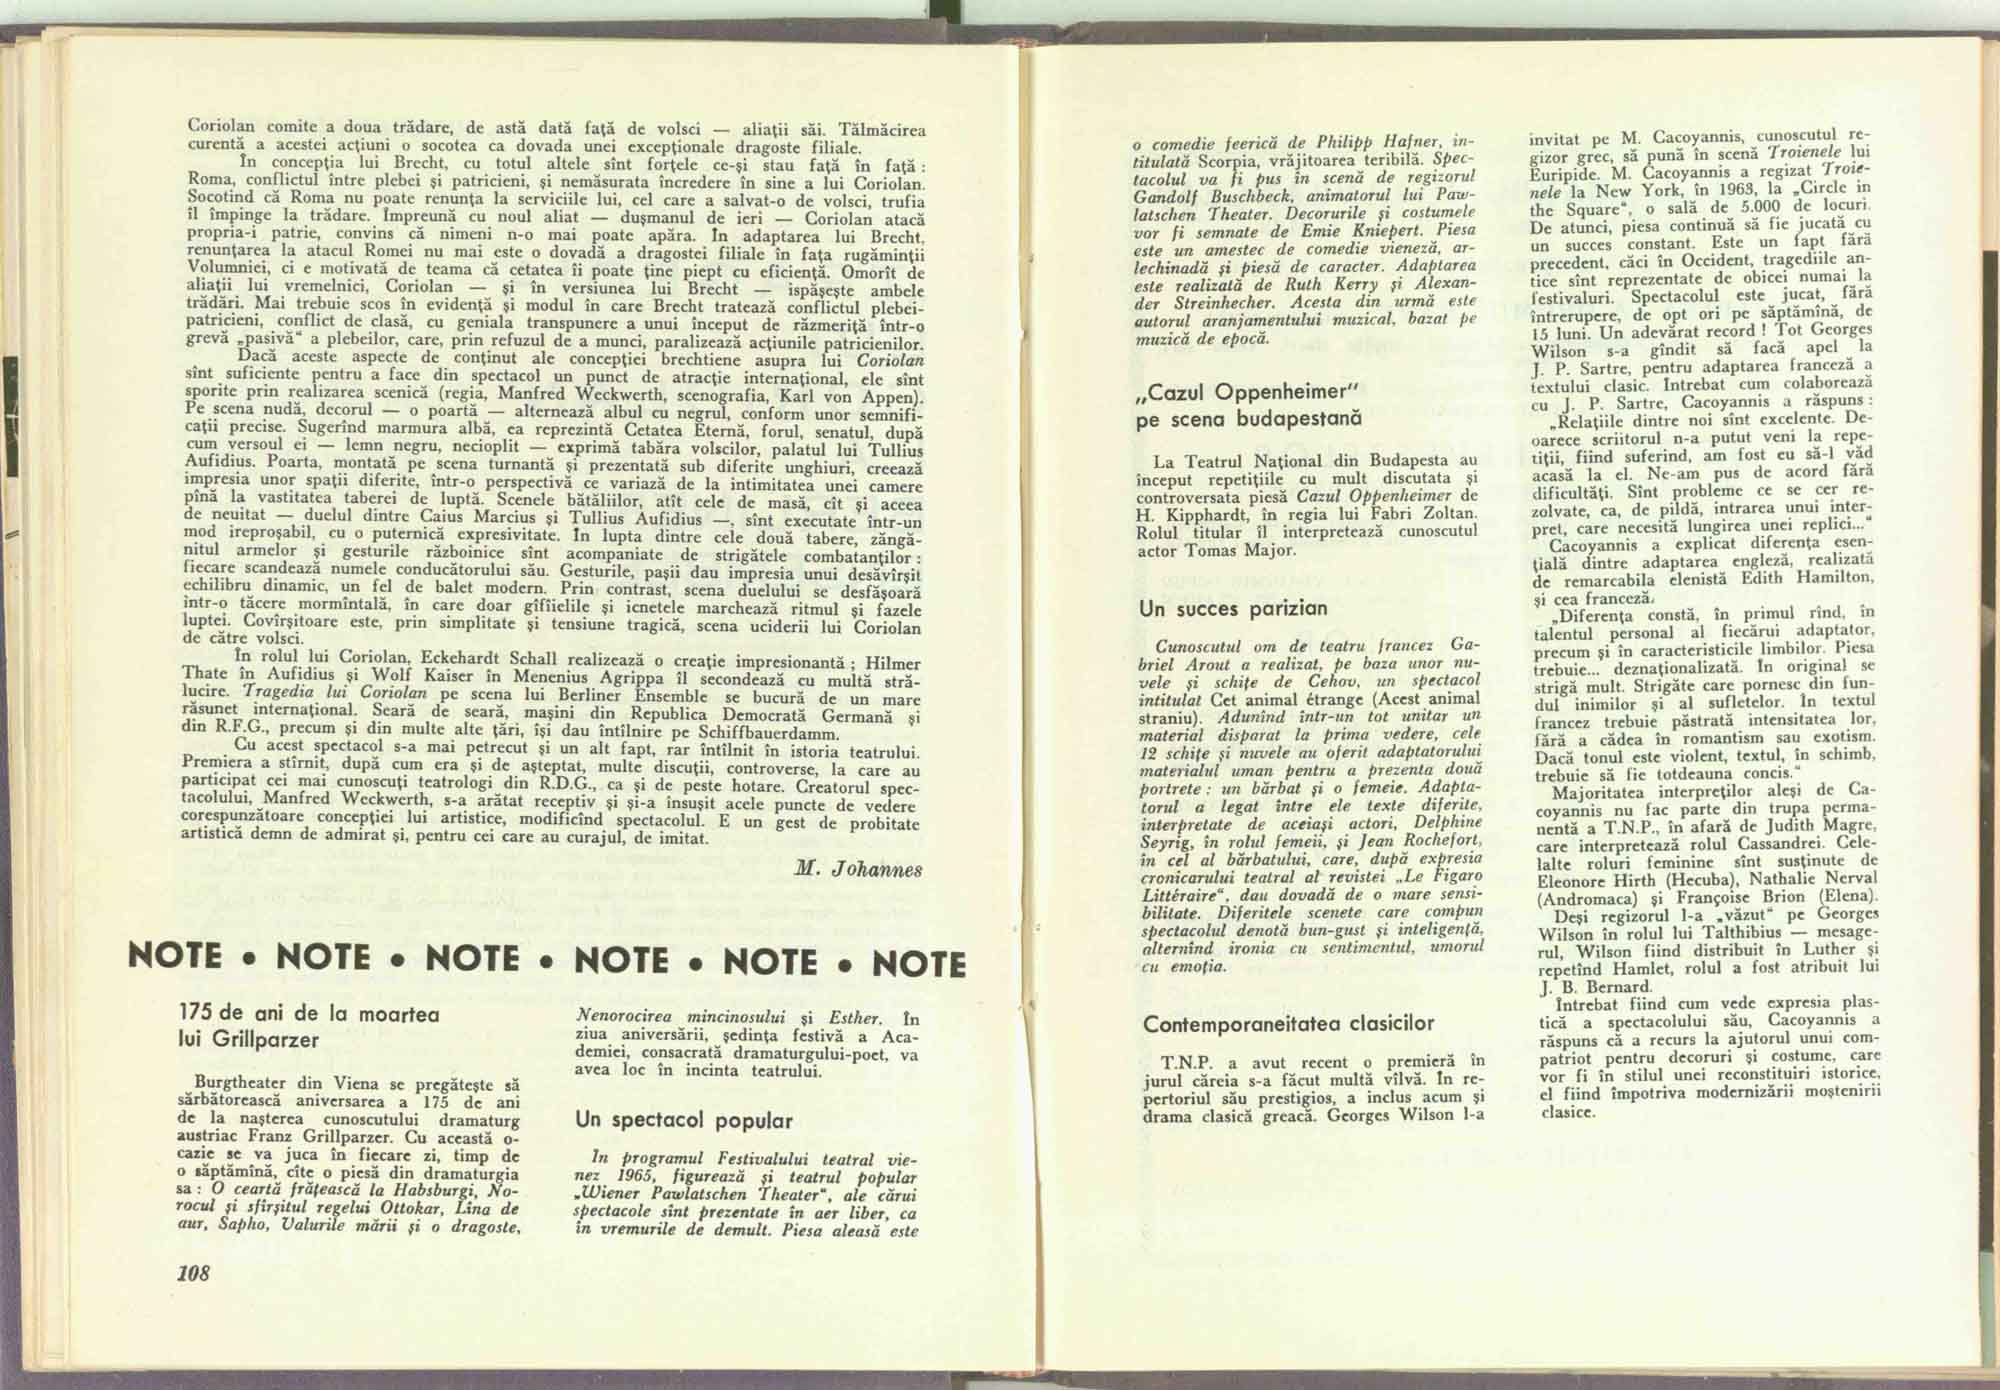 Coriolan comite a doua trădare, de astă dată față de volsci — aliații săi. Tălmăcirea
curentă a acestei acțiuni o socotea ca dovada unei excepționale dragoste filiale.
În concepția lui Brecht, cu totul altele sînt forțele ce-și stau față în față :
Roma, conflictul între plebei și patricieni, și nemăsurata încredere în sine a lui Coriolan.
Socotind că Roma nu poate renunța la serviciile lui, cel care a salvat-o de volsci, trufia
îl împinge la trădare. Împreună cu noul aliat — dușmanul de ieri — Coriolan atacă
propria-i patrie, convins că nimeni n-o mai poate apăra. În adaptarea lui Brecht,
renunțarea la atacul Romei nu mai este o dovadă a dragostei filiale în fața rugăminții
Volumniei, ci e motivată de teama că cetatea îi poate ține piept cu eficiență. Omorît de
aliații lui vremelnici, Coriolan — și în versiunea lui Brecht — ispășește ambele
trădări. Mai trebuie scos în evidență și modul în care Brecht tratează conflictul plebei-
patricieni, conflict de clasă, cu geniala transpunere a unui început de răzmeriță într-o
grevă „pasivă“ a plebeilor, care, prin refuzul de a munci, paralizează acțiunile patricienilor.
Dacă aceste aspecte de conținut ale concepției brechtiene asupra lui Coriolan
sînt suficiente pentru a face din spectacol un punct de atracție internațional, ele sînt
sporite prin realizarea scenică (regia, Manfred Weckwerth, scenografia, Karl von Appen).
Pe scena nudă, decorul — o poartă — alternează albul cu negrul, conform unor semnifi-
cații precise. Sugerînd marmura albă, ea reprezintă Cetatea Eternă, forul, senatul, după
cum versoul ei — lemn negru, necioplit — exprimă tabăra volscilor, palatul lui Tullius
Aufidius. Poarta, montată pe scena turnantă și prezentată sub diferite unghiuri, creează
impresia unor spații diferite, într-o perspectivă ce variază de la intimitatea unei camere
pînă la vastitatea taberei de luptă. Scenele bătăliilor, atît cele de masă, cît și aceea
de neuitat — duelul dintre Caius Marcius și Tullius Aufidius —, sînt executate într-un
mod ireproșabil, cu o puternică expresivitate. În lupta dintre cele două tabere, zăngă-
nitul armelor și gesturile războinice sînt acompaniate de strigătele combatanților :
fiecare scandează numele conducătorului său. Gesturile, pașii dau impresia unui desăvîrșit
echilibru dinamic, un fel de balet modern. Prin contrast, scena duelului se desfășoară
într-o tăcere mormîntală, în care doar gîfîielile și icnetele marchează ritmul și fazele
luptei. Covîrșitoare este, prin simplitate și tensiune tragică, scena uciderii lui Coriolan
de către volsci.
În rolul lui Coriolan, Eckehardt Schall realizează o creație impresionantă ; Hilmer
Thate în Aufidius și Wolf Kaiser în Menenius Agrippa îl secondează cu multă stră-
lucire. Tragedia lui Coriolan pe scena lui Berliner Ensemble se bucură de un mare
răsunet internațional. Seară de seară, mașini din Republica Democrată Germană și
din R.F.G., precum și din multe alte țări, își dau întîlnire pe Schiffbauerdamm.
Cu acest spectacol s-a mai petrecut și un alt fapt, rar întîlnit în istoria teatrului.
Premiera a stîrnit, după cum era și de așteptat, multe discuții, controverse, la care au
participat cei mai cunoscuți teatrologi din R.D.G., ca și de peste hotare. Creatorul spec-
tacolului, Manfred Weckwerth, s-a arătat receptiv și și-a însușit acele puncte de vedere
corespunzătoare concepției lui artistice, modificînd spectacolul. E un gest de probitate
artistică demn de admirat și, pentru cei care au curajul, de imitat.
M. Johannes
NOTE • NOTE • NOTE • NOTE • NOTE • NOTE
175 de ani de la moartea
lui Grillparzer
Burgtheater din Viena se pregătește să
sărbătorească aniversarea a 175 de ani
de la nașterea cunoscutului dramaturg
austriac Franz Grillparzer. Cu această o-
cazie se va juca în fiecare zi, timp de
o săptămînă, cîte o piesă din dramaturgia
sa : O ceartă frățească la Habsburgi, No-
rocul și sfîrșitul regelui Ottokar, Lîna de
aur, Sapho, Valurile mării și o dragoste,
Nenorocirea mincinosului și Esther. În
ziua aniversării, ședința festivă a Aca-
demiei, consacrată dramaturgului-poet, va
avea loc în incinta teatrului.
Un spectacol popular
În programul Festivalului teatral vie-
nez 1965, figurează și teatrul popular
„Wiener Pawlatschen Theater“, ale cărui
spectacole sînt prezentate în aer liber, ca
în vremurile de demult. Piesa aleasă este
108
o comedie feerică de Philipp Hafner, in-
titulată Scorpia, vrăjitoarea teribilă. Spec-
tacolul va fi pus în scenă de regizorul
Gandolf Buschbeck, animatorul lui Paw-
latschen Theater. Decorurile și costumele
vor fi semnate de Emie Kniepert. Piesa
este un amestec de comedie vieneză, ar-
lechinadă și piesă de caracter. Adaptarea
este realizată de Ruth Kerry și Alexan-
der Streinhecher. Acesta din urmă este
autorul aranjamentului muzical, bazat pe
muzică de epocă.
„Cazul Oppenheimer”
pe scena budapestană
La Teatrul Național din Budapesta au
început repetițiile cu mult discutata și
controversata piesă Cazul Oppenheimer de
H. Kipphardt, în regia lui Fabri Zoltan.
Rolul titular îl interpretează cunoscutul
actor Tomas Major.
Un succes parizian
Cunoscutul om de teatru francez Ga-
briel Arout a realizat, pe baza unor nu-
vele și schițe de Cehov, un spectacol
intitulat Cet animal étrange (Acest animal
straniu). Adunînd într-un tot unitar un
material disparat la prima vedere, cele
12 schițe și nuvele au oferit adaptatorului
materialul uman pentru a prezenta două
portrete : un bărbat și o femeie. Adapta-
torul a legat între ele texte diferite,
interpretate de aceiași actori, Delphine
Seyrig, în rolul femeii, și Jean Rochefort,
în cel al bărbatului, care, după expresia
cronicarului teatral al revistei „Le Figaro
Littéraire“, dau dovadă de o mare sensi-
bilitate. Diferitele scenete care compun
spectacolul denotă bun-gust și inteligență,
alternînd ironia cu sentimentul, umorul
cu emoția.
Contemporaneitatea clasicilor
T.N.P. a avut recent o premieră în
jurul căreia s-a făcut multă vîlvă. În re-
pertoriul său prestigios, a inclus acum și
drama clasică greacă. Georges Wilson l-a
invitat pe M. Cacoyannis, cunoscutul re-
gizor grec, să pună în scenă Troienele lui
Euripide. M. Cacoyannis a regizat Troie-
nele la New York, în 1963, la „Circle in
the Square“, o sală de 5.000 de locuri.
De atunci, piesa continuă să fie jucată cu
un succes constant. Este un fapt fără
precedent, căci în Occident, tragediile an-
tice sînt reprezentate de obicei numai la
festivaluri. Spectacolul este jucat, fără
întrerupere, de opt ori pe săptămînă, de
15 luni. Un adevărat record ! Tot Georges
Wilson s-a gîndit să facă apel la
J. P. Sartre, pentru adaptarea franceză a
textului clasic. Întrebat cum colaborează
cu J. P. Sartre, Cacoyannis a răspuns :
„Relațiile dintre noi sînt excelente. De-
oarece scriitorul n-a putut veni la repe-
tiții, fiind suferind, am fost eu să-l văd
acasă la el. Ne-am pus de acord fără
dificultăți. Sînt probleme ce se cer re-
zolvate, ca, de pildă, intrarea unui inter-
pret, care necesită lungirea unei replici...“
Cacoyannis a explicat diferența esen-
țială dintre adaptarea engleză, realizată
de remarcabila elenistă Edith Hamilton,
și cea franceză.
„Diferența constă, în primul rînd, în
talentul personal al fiecărui adaptator,
precum și în caracteristicile limbilor. Piesa
trebuie... deznaționalizată. În original se
strigă mult. Strigăte care pornesc din fun-
dul inimilor și al sufletelor. În textul
francez trebuie păstrată intensitatea lor,
fără a cădea în romantism sau exotism.
Dacă tonul este violent, textul, în schimb,
trebuie să fie totdeauna concis.“
Majoritatea interpreților aleși de Ca-
coyannis nu fac parte din trupa perma-
nentă a T.N.P., în afară de Judith Magre,
care interpretează rolul Cassandrei. Cele-
lalte roluri feminine sînt susținute de
Eleonore Hirth (Hecuba), Nathalie Nerval
(Andromaca) și Françoise Brion (Elena).
Deși regizorul l-a „văzut“ pe Georges
Wilson în rolul lui Talthibius — mesage-
rul, Wilson fiind distribuit în Luther și
repetînd Hamlet, rolul a fost atribuit lui
J. B. Bernard.
Întrebat fiind cum vede expresia plas-
tică a spectacolului său, Cacoyannis a
răspuns că a recurs la ajutorul unui com-
patriot pentru decoruri și costume, care
vor fi în stilul unei reconstituiri istorice,
el fiind împotriva modernizării moștenirii
clasice.